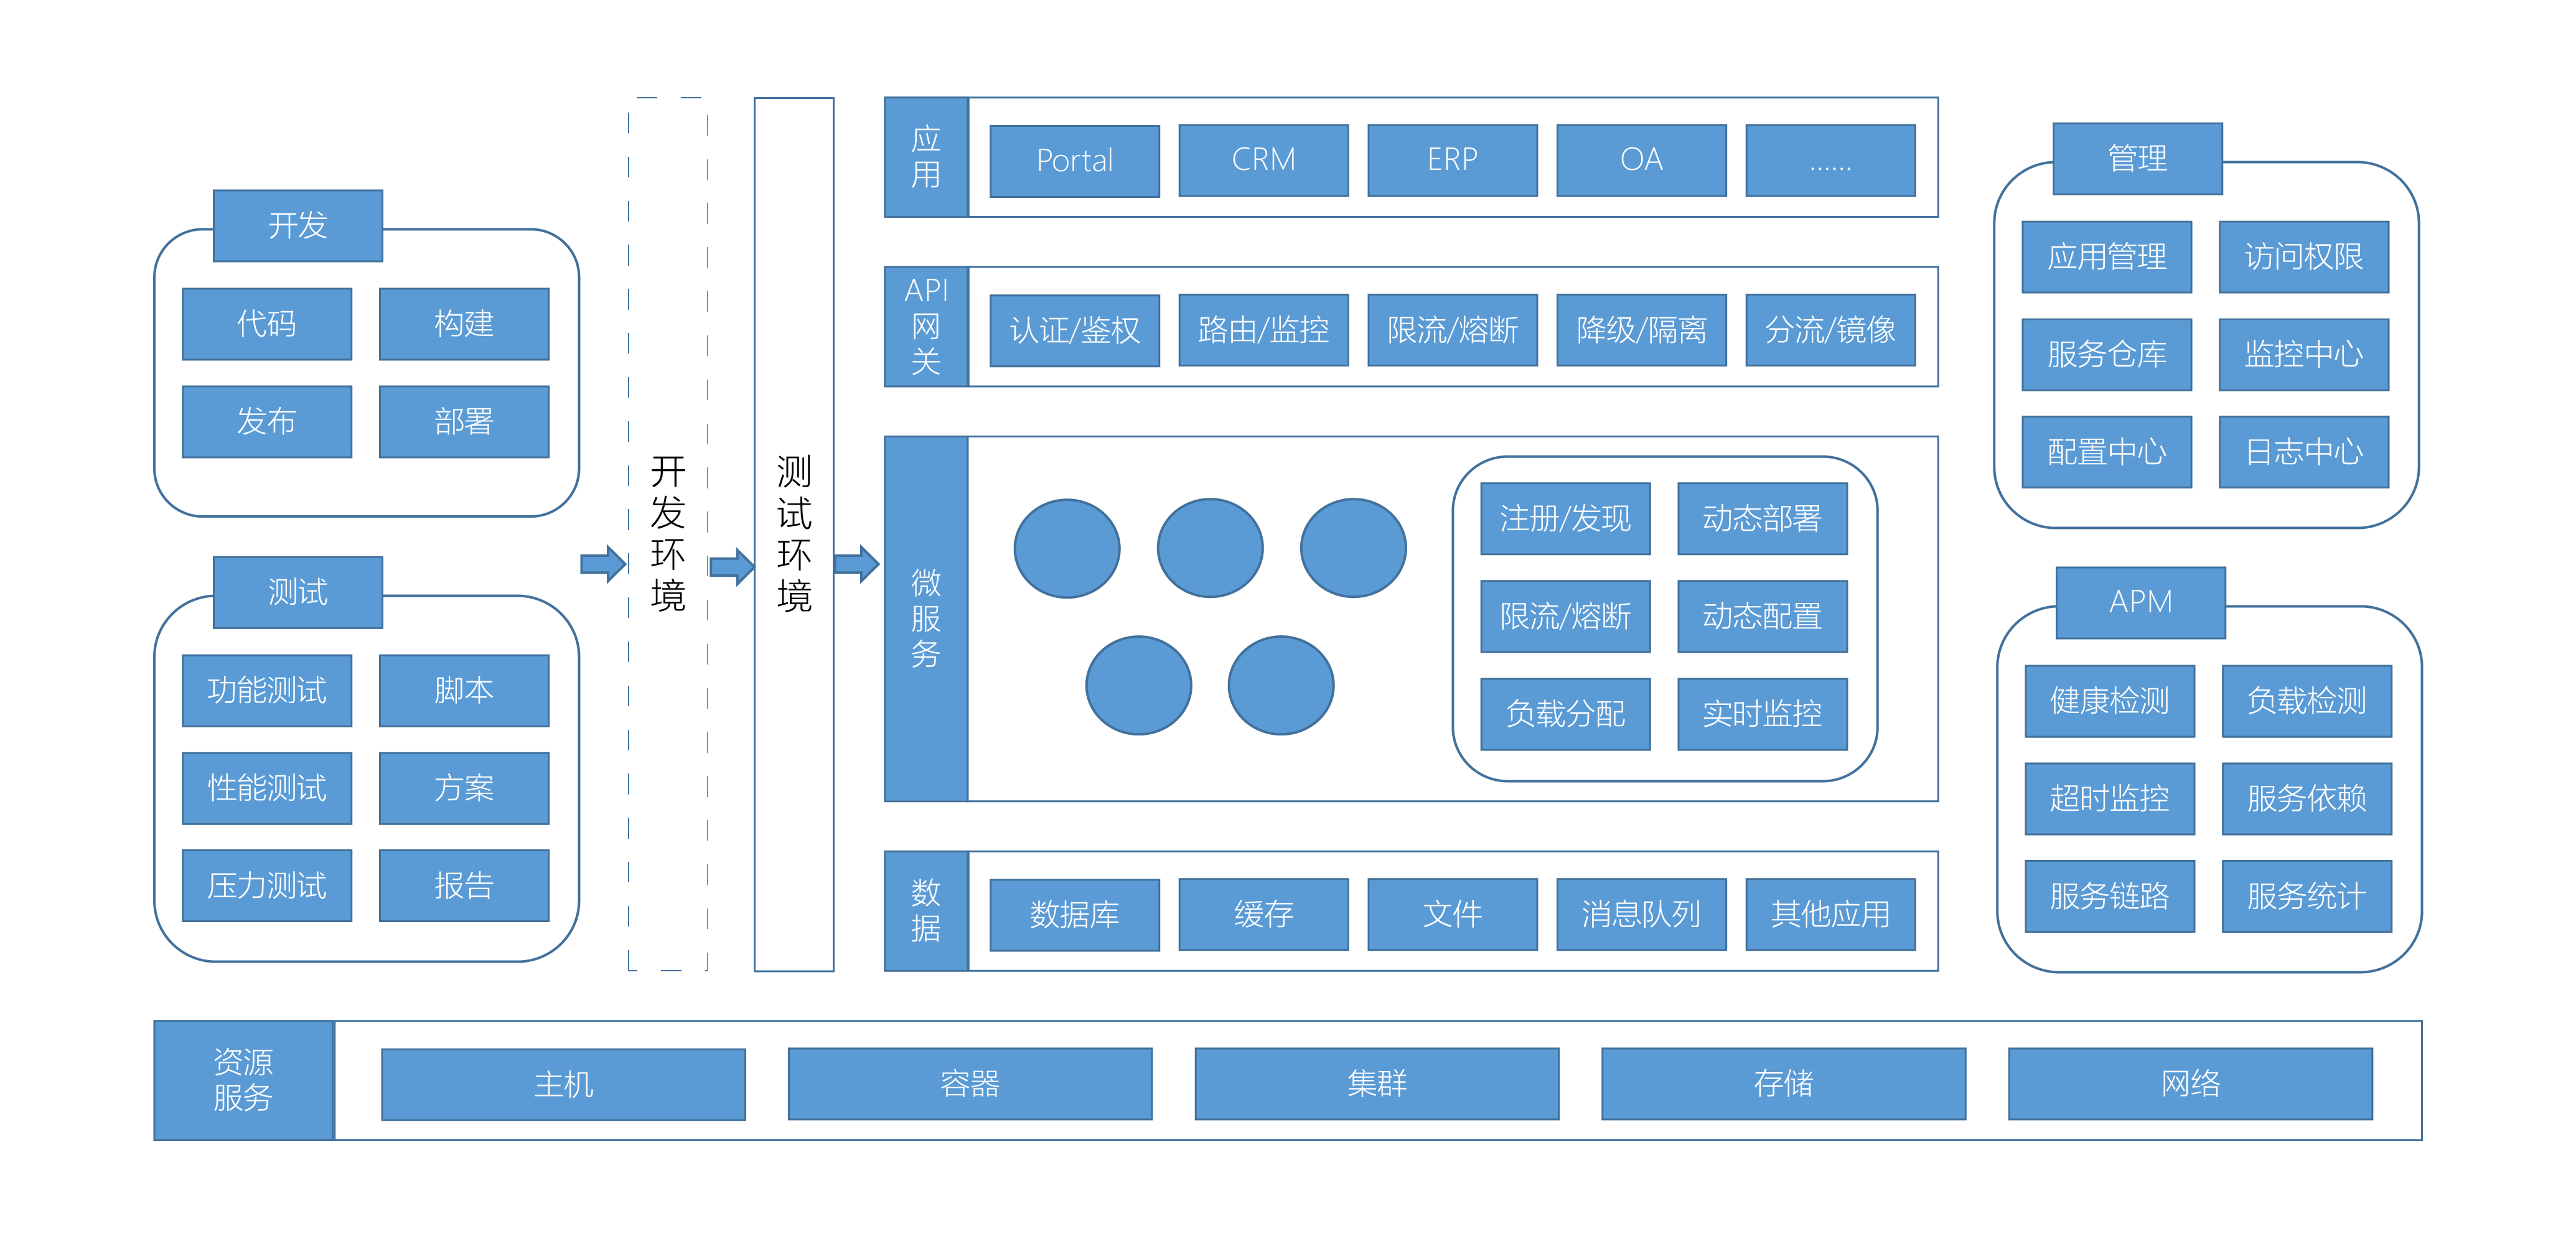 开发
代码
构建
发布
部署
测试
功能测试
脚本
性能测试
方案
压力测试
报告
开
发
环
境
测
试
环
境
应
用
Portal
CRM
ERP
OA
......
API
网
关
认证/鉴权
路由/监控
限流/熔断
降级/隔离
分流/镜像
微
服
务
注册/发现
动态部署
限流/熔断
动态配置
负载分配
实时监控
数
据
数据库
缓存
文件
消息队列
其他应用
管理
应用管理
访问权限
服务仓库
监控中心
配置中心
日志中心
APM
健康检测
负载检测
超时监控
服务依赖
服务链路
服务统计
资源
服务
主机
容器
集群
存储
网络